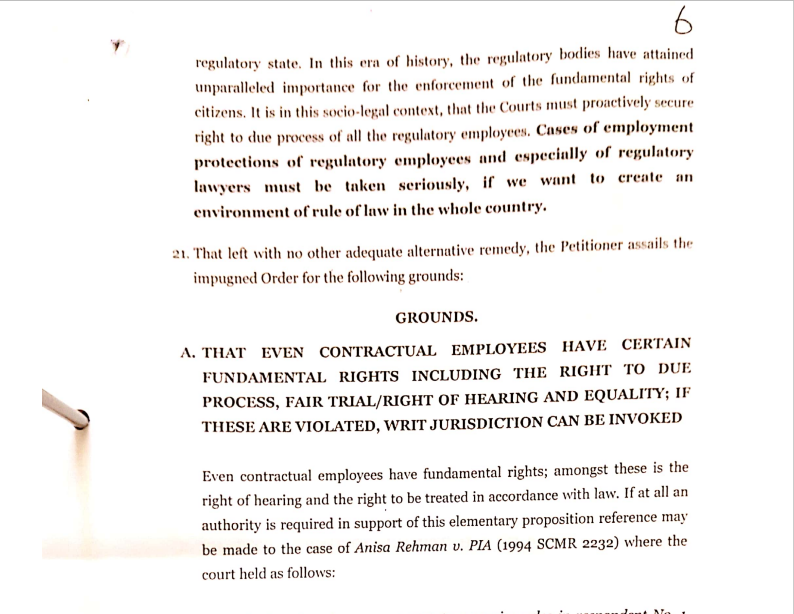 6
regulatory state. In this era of history, the regulatory bodies have attained
unparalleled importance for the enforcement of the fundamental rights of
citizens. It is in this socio-legal context, that the Courts must proactively secure
right to due process of all the regulatory employees. Cases of employment
protections of regulatory employees and especially of regulatory
lawyers must be taken seriously, if we want to create an
environment of rule of law in the whole country.
21. That left with no other adequate alternative remedy, the Petitioner assails the
impugned Order for the following grounds:
GROUNDS.
A. THAT EVEN CONTRACTUAL EMPLOYEES HAVE CERTAIN
FUNDAMENTAL RIGHTS INCLUDING THE RIGHT TO DUE
PROCESS, FAIR TRIAL/RIGHT OF HEARING AND EQUALITY; IF
THESE ARE VIOLATED, WRIT JURISDICTION CAN BE INVOKED
Even contractual employees have fundamental rights; amongst these is the
right of hearing and the right to be treated in accordance with law. If at all an
authority is required in support of this elementary proposition reference may
be made to the case of Anisa Rehman v. PIA (1994 SCMR 2232) where the
court held as follows:
respondent No. 1